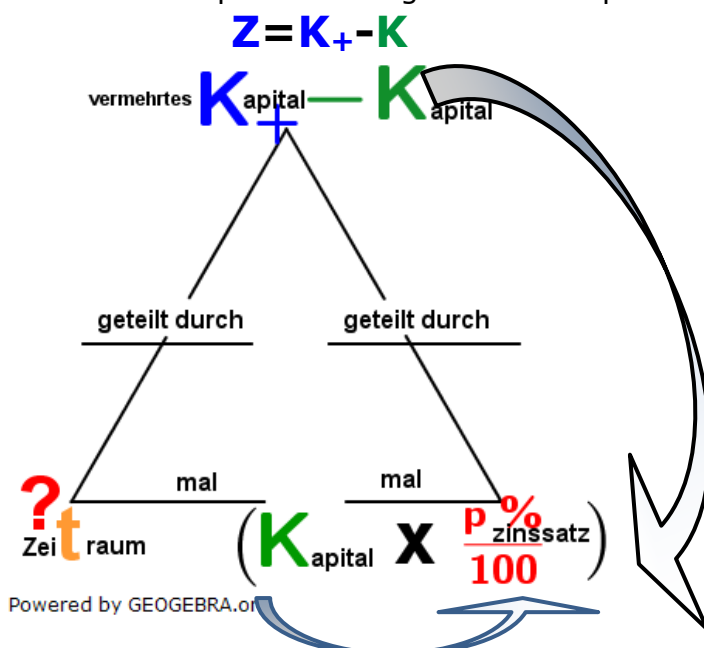 Z=K+-K
vermehrtes Kapital — Kapital
+
geteilt durch geteilt durch
mal mal
?
Zeitraum (Kapital x p % zinssatz)
100
Powered by GEOGEBRA.or